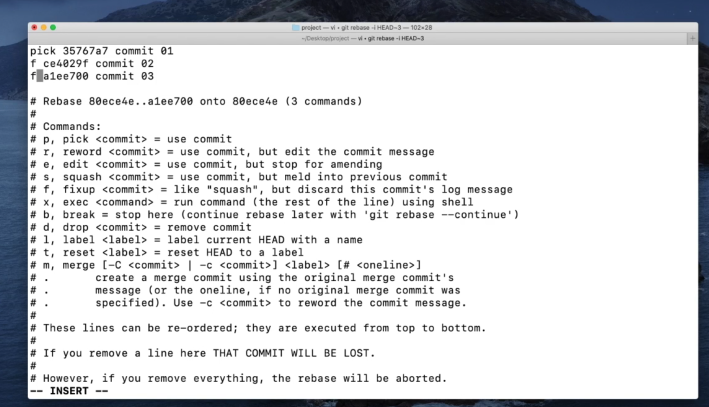 project — vi • git rebase -i HEAD~3 — 102×28
~/Desktop/project — vi • git rebase -i HEAD~3
+
pick 35767a7 commit 01
f ce4029f commit 02
f a1ee700 commit 03
# Rebase 80ece4e..a1ee700 onto 80ece4e (3 commands)
#
# Commands:
# p, pick <commit> = use commit
# r, reword <commit> = use commit, but edit the commit message
# e, edit <commit> = use commit, but stop for amending
# s, squash <commit> = use commit, but meld into previous commit
# f, fixup <commit> = like "squash", but discard this commit's log message
# x, exec <command> = run command (the rest of the line) using shell
# b, break = stop here (continue rebase later with 'git rebase --continue')
# d, drop <commit> = remove commit
# l, label <label> = label current HEAD with a name
# t, reset <label> = reset HEAD to a label
# m, merge [-C <commit> | -c <commit>] <label> [# <oneline>]
# .       create a merge commit using the original merge commit's
# .       message (or the oneline, if no original merge commit was
# .       specified). Use -c <commit> to reword the commit message.
#
# These lines can be re-ordered; they are executed from top to bottom.
#
# If you remove a line here THAT COMMIT WILL BE LOST.
#
# However, if you remove everything, the rebase will be aborted.
-- INSERT --